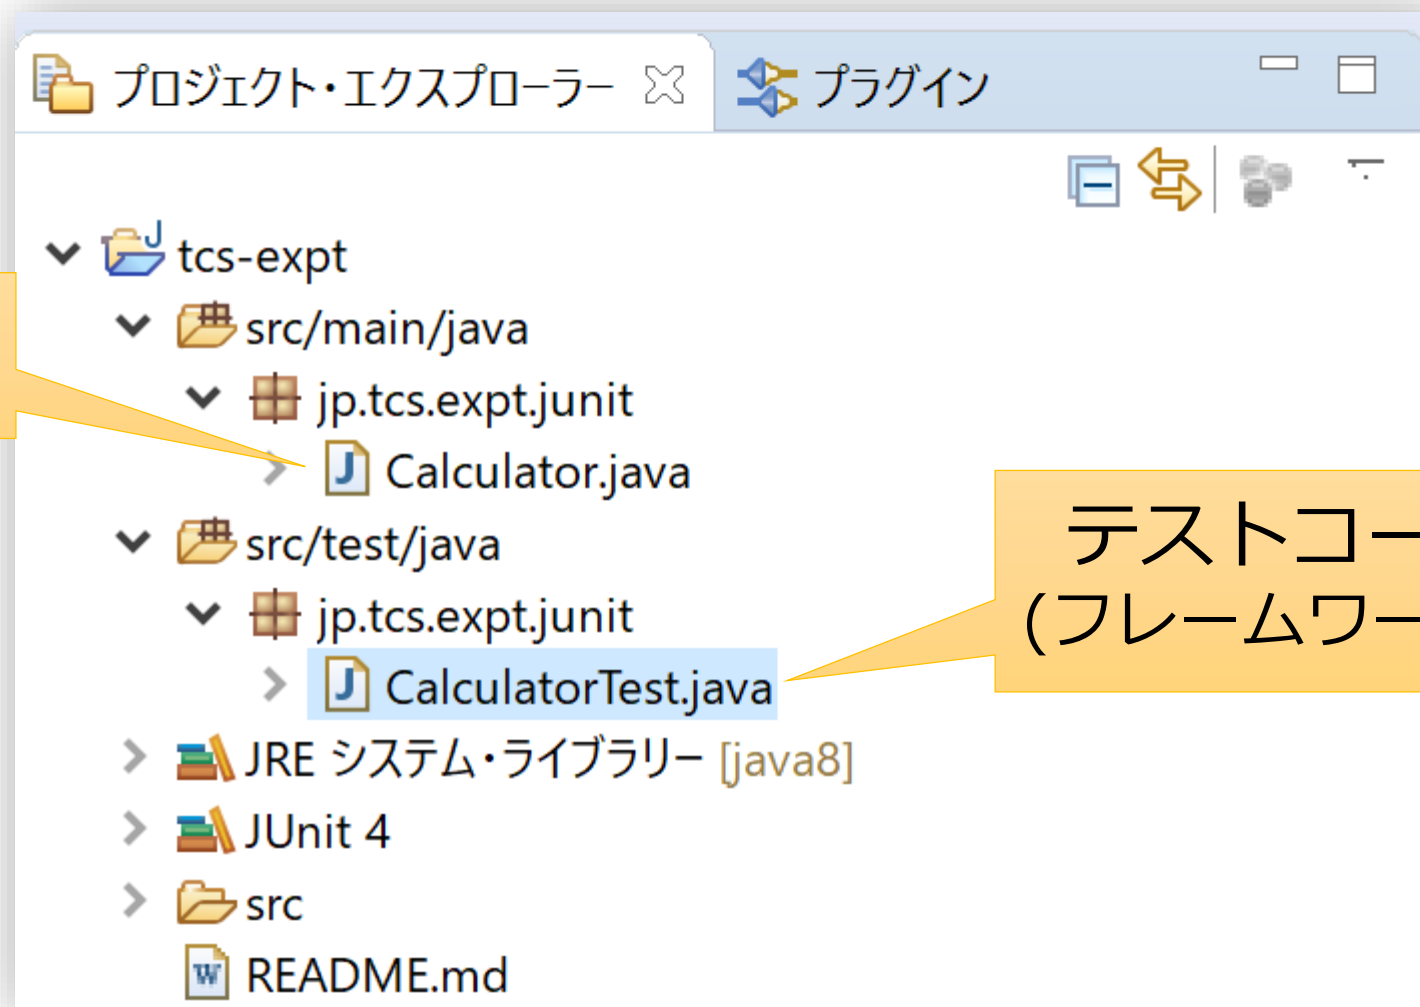 プロジェクト・エクスプローラー
プラグイン
tcs-expt
src/main/java
jp.tcs.expt.junit
Calculator.java
src/test/java
jp.tcs.expt.junit
CalculatorTest.java
テストコー
(フレームワー
JRE システム・ライブラリー [java8]
JUnit 4
src
README.md